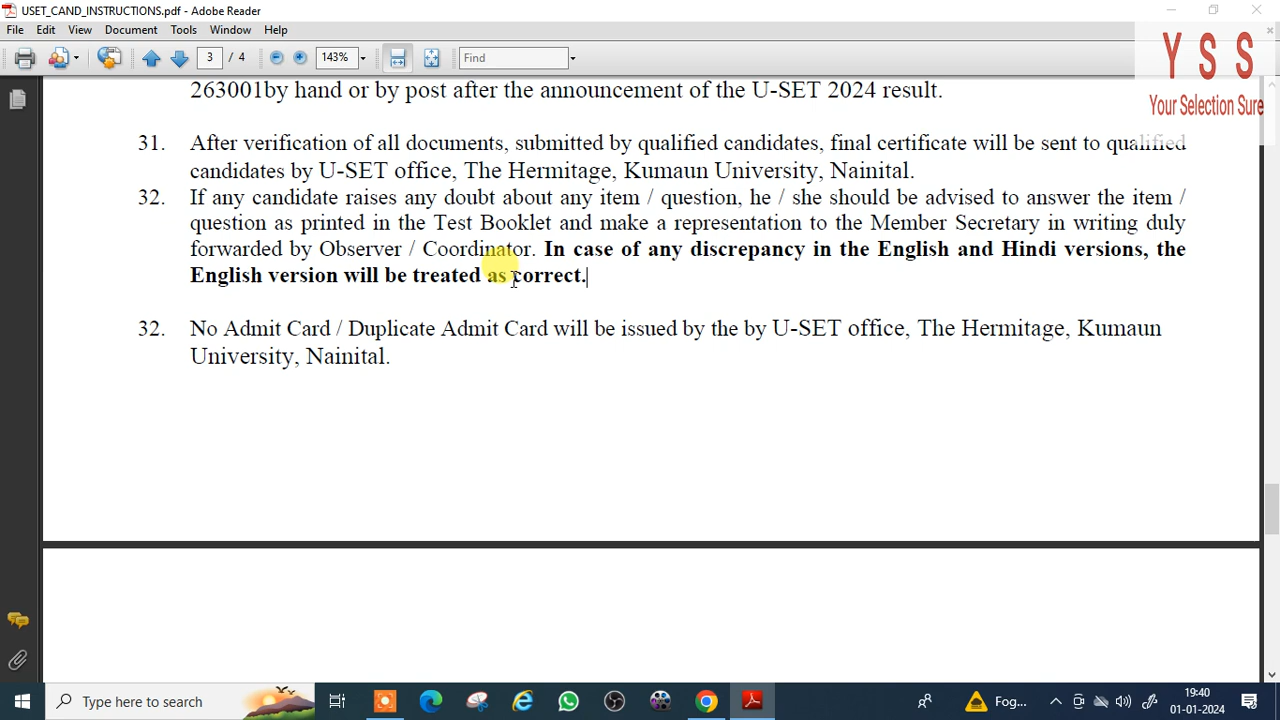 USET_CAND_INSTRUCTIONS.pdf - Adobe Reader
File Edit View Document Tools Window Help
3 / 4 143% Find
Y S S
Your Selection Sure
263001by hand or by post after the announcement of the U-SET 2024 result.
31. After verification of all documents, submitted by qualified candidates, final certificate will be sent to qualified
candidates by U-SET office, The Hermitage, Kumaun University, Nainital.
32. If any candidate raises any doubt about any item / question, he / she should be advised to answer the item /
question as printed in the Test Booklet and make a representation to the Member Secretary in writing duly
forwarded by Observer / Coordinator. In case of any discrepancy in the English and Hindi versions, the
English version will be treated as correct.
32. No Admit Card / Duplicate Admit Card will be issued by the by U-SET office, The Hermitage, Kumaun
University, Nainital.
Type here to search
Fog...
19:40
01-01-2024